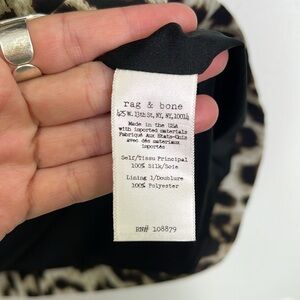 rag & bone
425 W. 13th St, NY, NY, 10014
Made in the USA
with imported materials
Fabriqué Aux Etats-Unis
avec des matériaux
importés
Self/Tissu Principal
100% Silk/Soie
Lining 1/Doublure
100% Polyester
RN# 108879